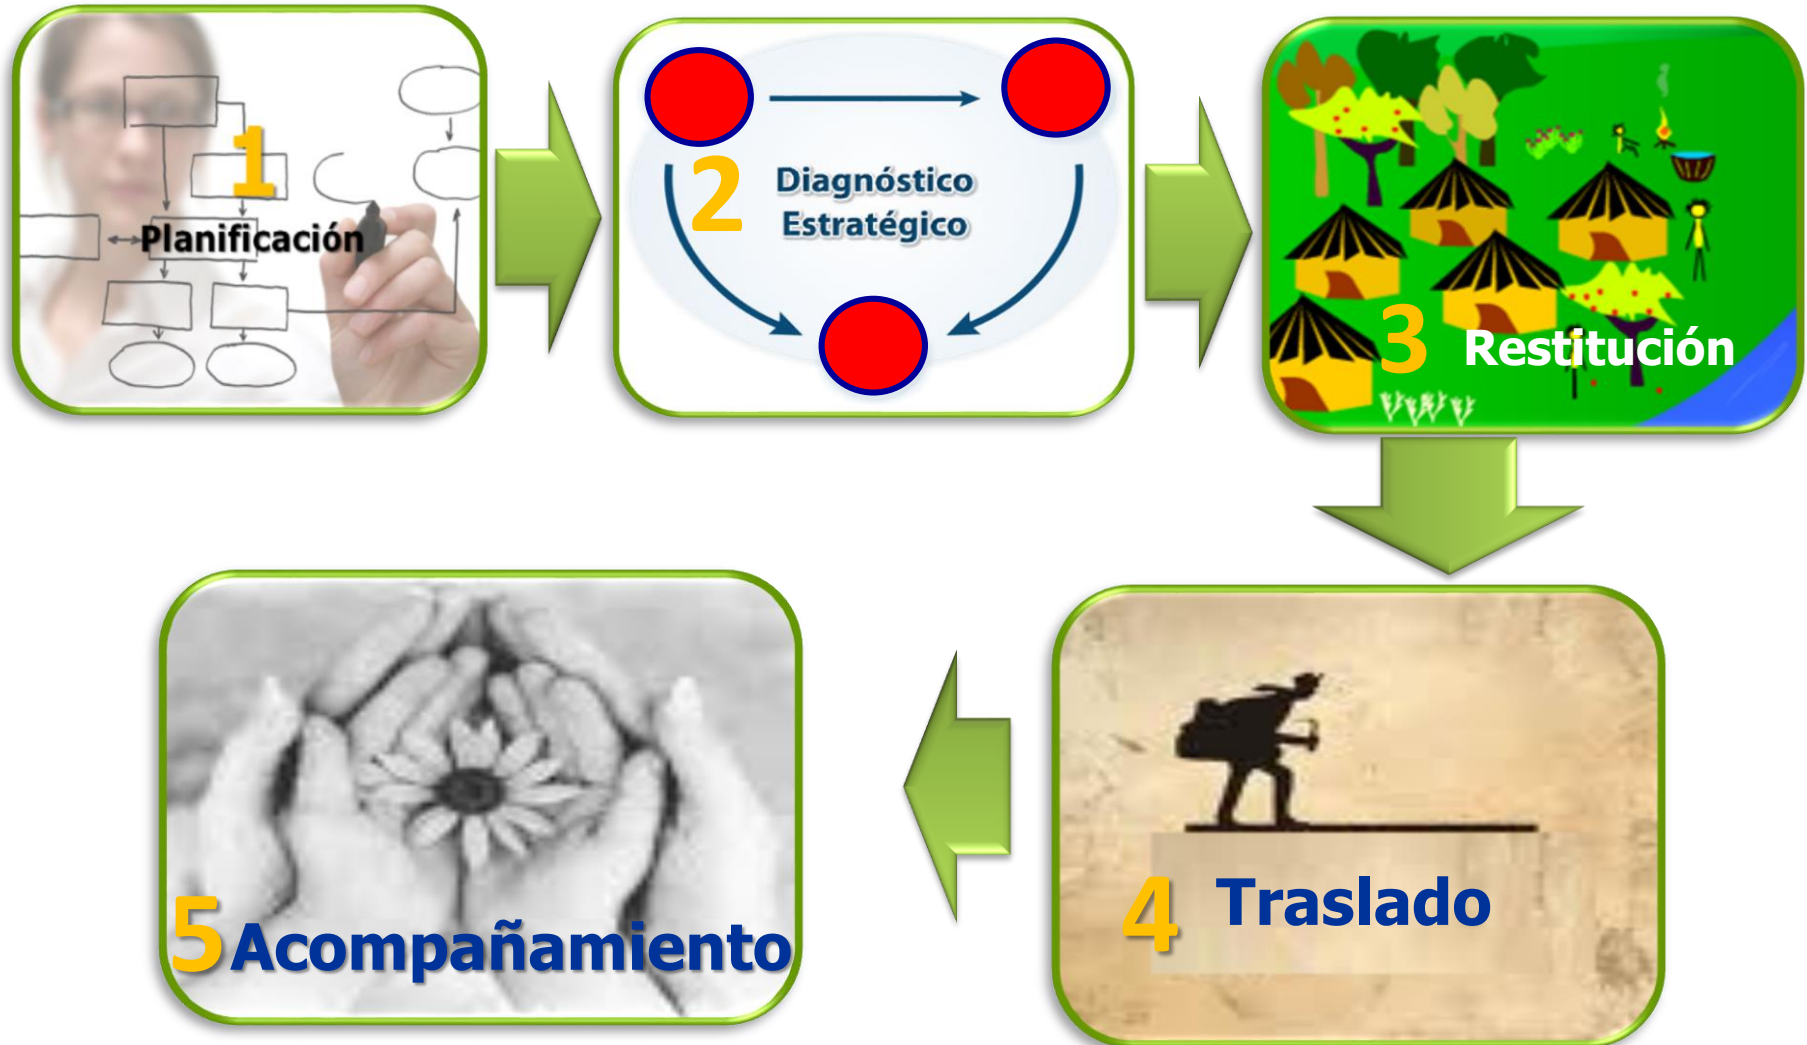 1
Planificación
2
Diagnóstico
Estratégico
3 Restitución
4 Traslado
5 Acompañamiento